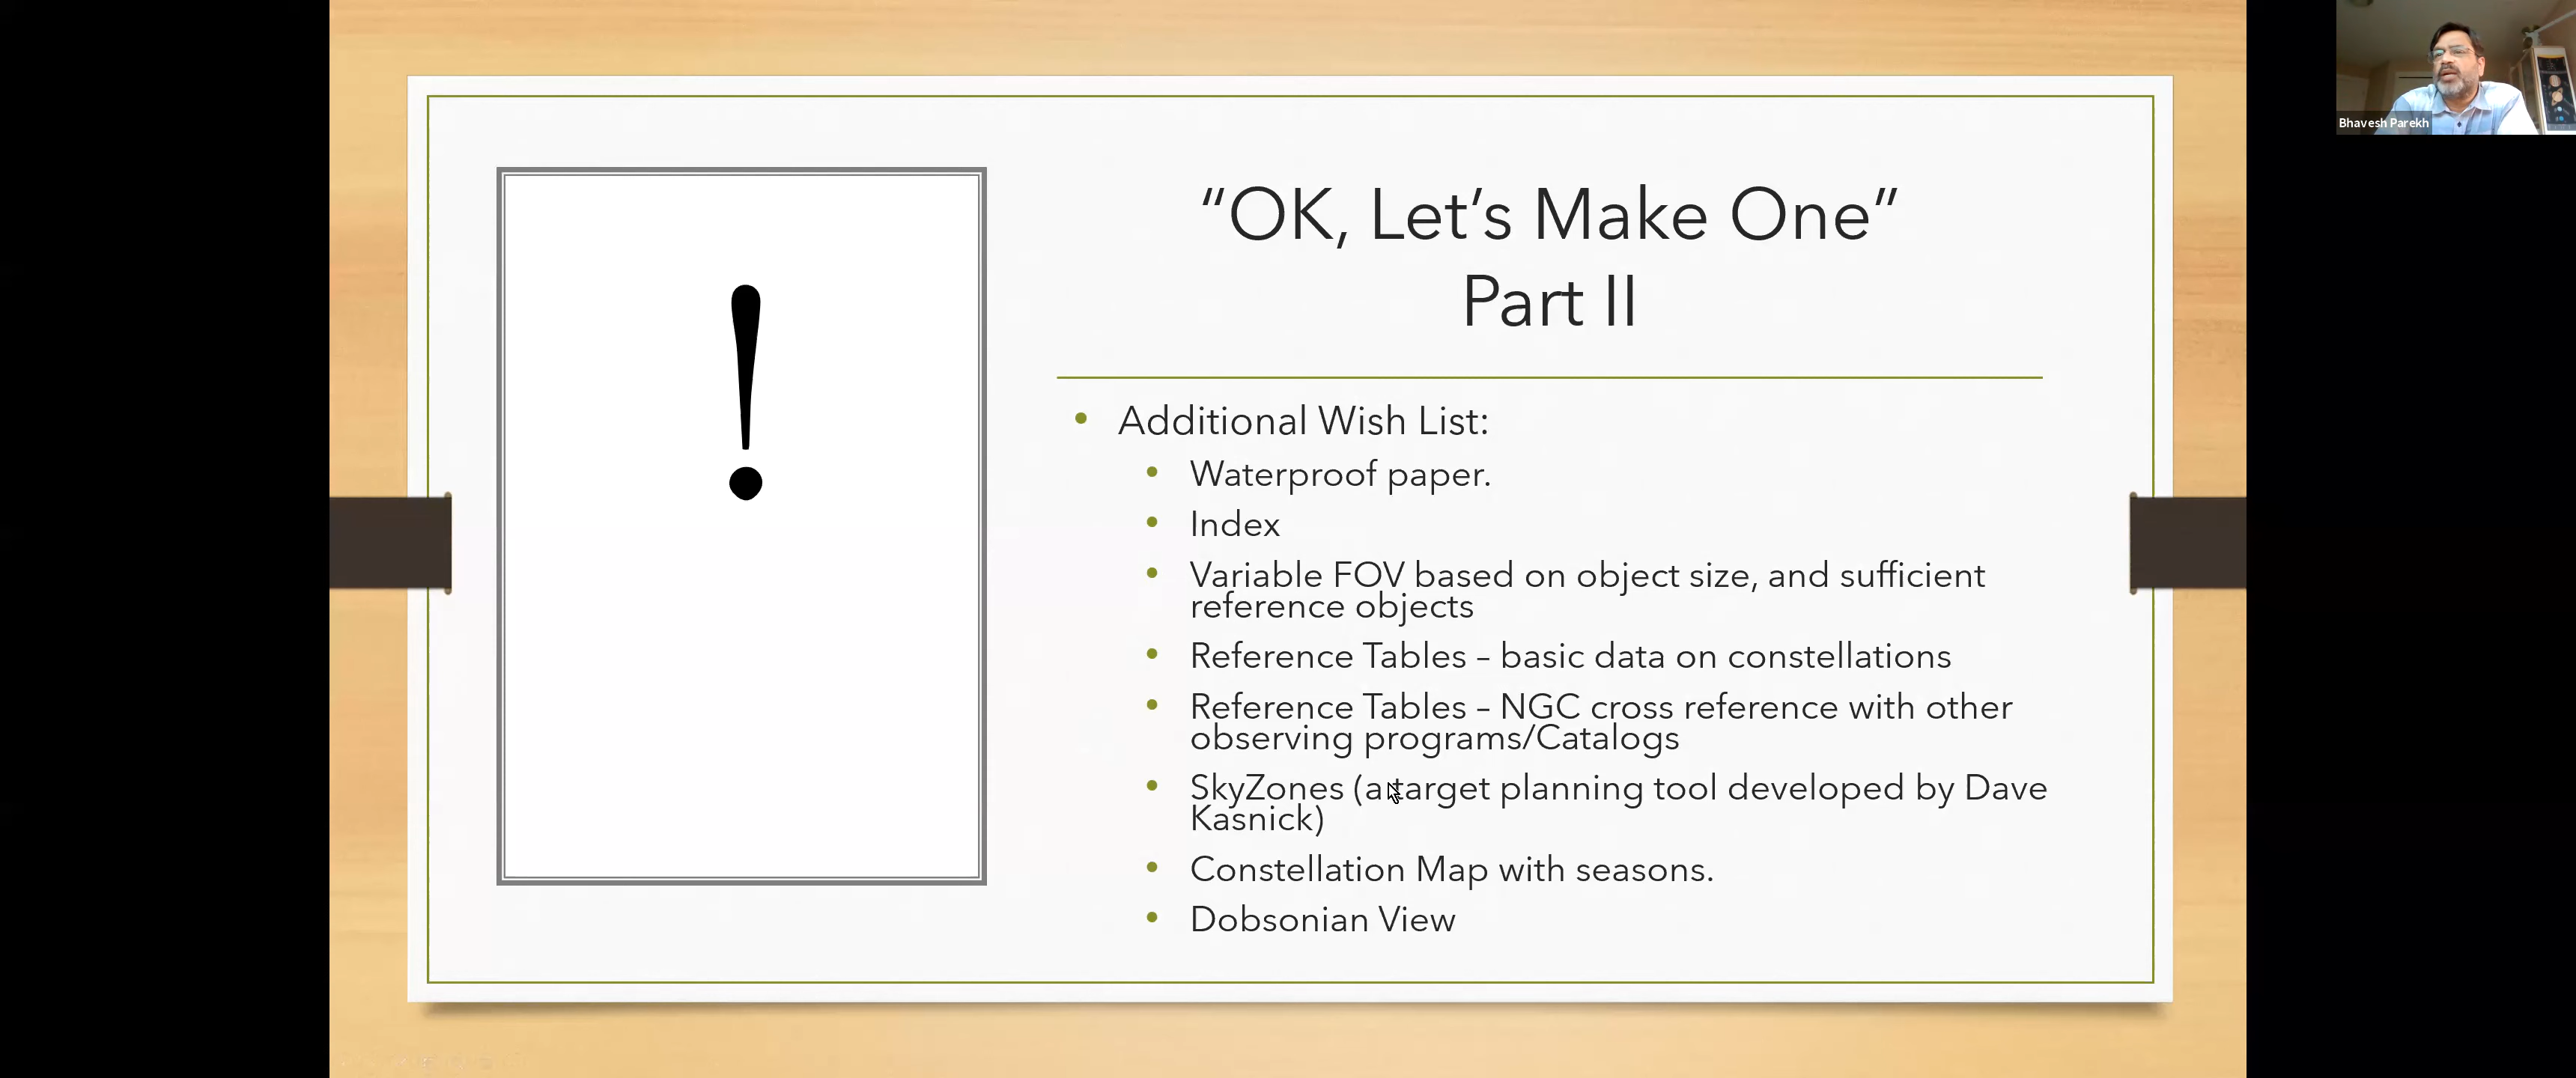 !
“OK, Let’s Make One”
Part II
• Additional Wish List:
• Waterproof paper.
• Index
• Variable FOV based on object size, and sufficient
reference objects
• Reference Tables – basic data on constellations
• Reference Tables – NGC cross reference with other
observing programs/Catalogs
• SkyZones (a target planning tool developed by Dave
Kasnick)
• Constellation Map with seasons.
• Dobsonian View
Bhavesh Parekh